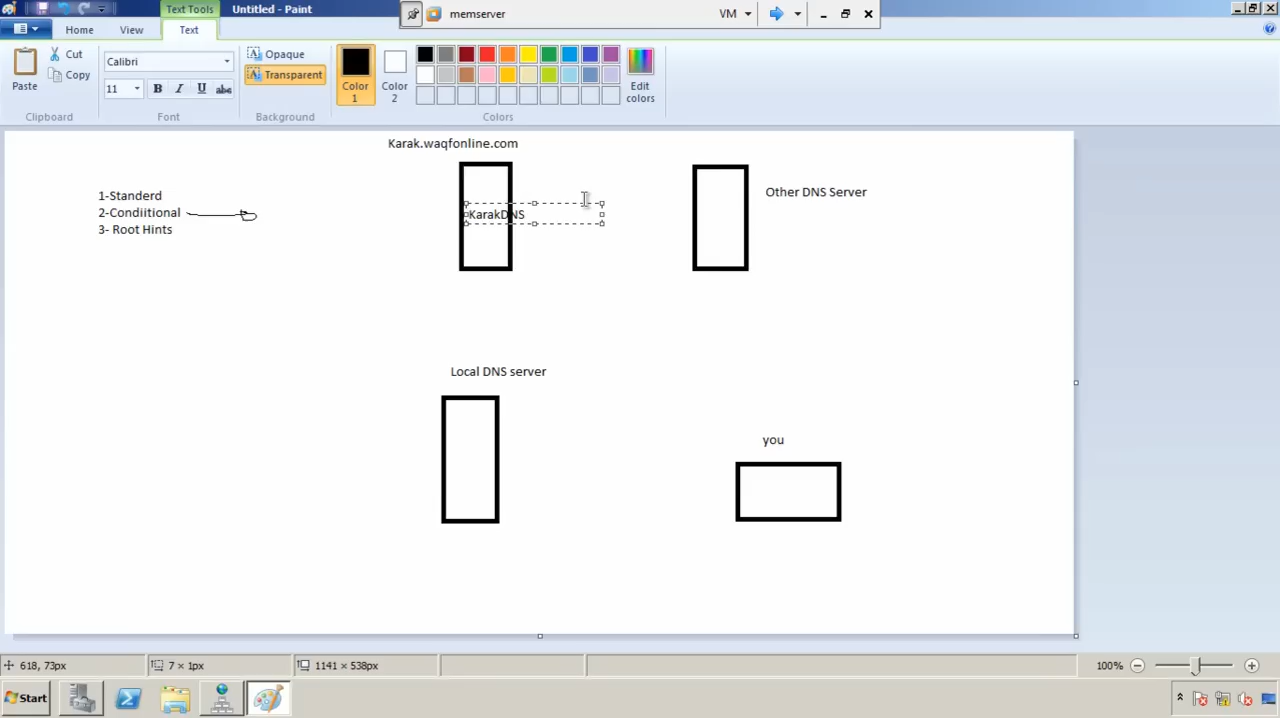 Text Tools
Untitled - Paint
memserver
VM
Home
View
Text
Paste
Cut
Copy
Clipboard
Calibri
11
B
I
U
abc
Font
Opaque
Transparent
Background
Color
1
Color
2
Edit
colors
Colors
Karak.waqfonline.com
1-Standerd
2-Condiitional
3- Root Hints
KarakDNS
Other DNS Server
Local DNS server
you
618, 73px
7 × 1px
1141 × 538px
100%
Start